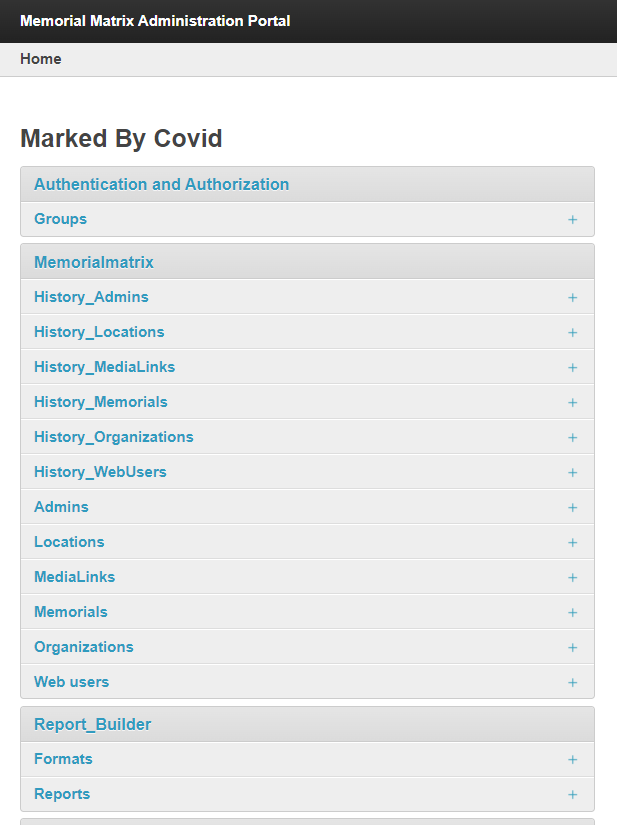 Memorial Matrix Administration Portal
Home
Marked By Covid
Authentication and Authorization
Groups +
Memorialmatrix
History_Admins +
History_Locations +
History_MediaLinks +
History_Memorials +
History_Organizations +
History_WebUsers +
Admins +
Locations +
MediaLinks +
Memorials +
Organizations +
Web users +
Report_Builder
Formats +
Reports +